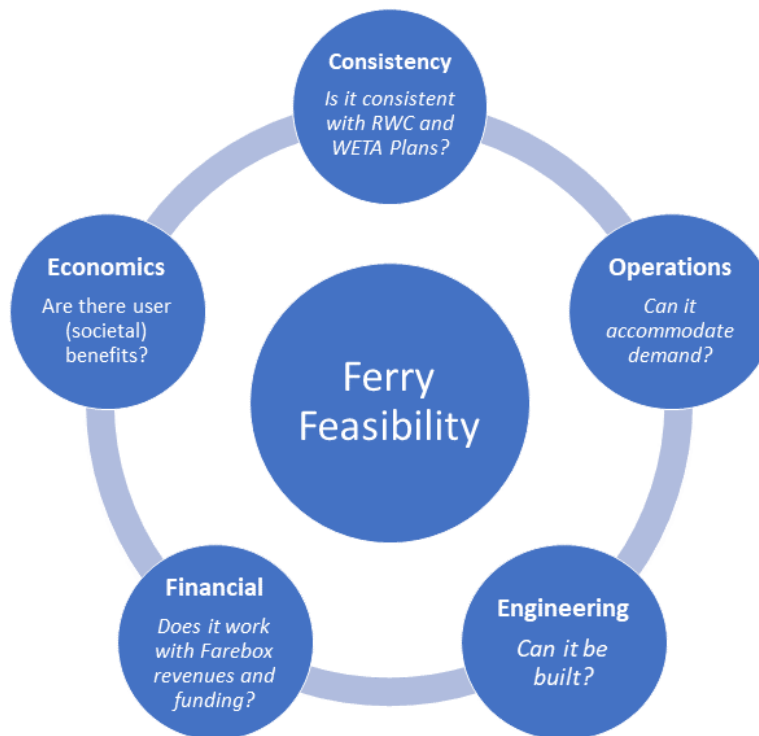 Consistency
Is it consistent
with RWC and
WETA Plans?
Operations
Can it
accommodate
demand?
Engineering
Can it be
built?
Financial
Does it work
with Farebox
revenues and
funding?
Economics
Are there user
(societal)
benefits?
Ferry
Feasibility